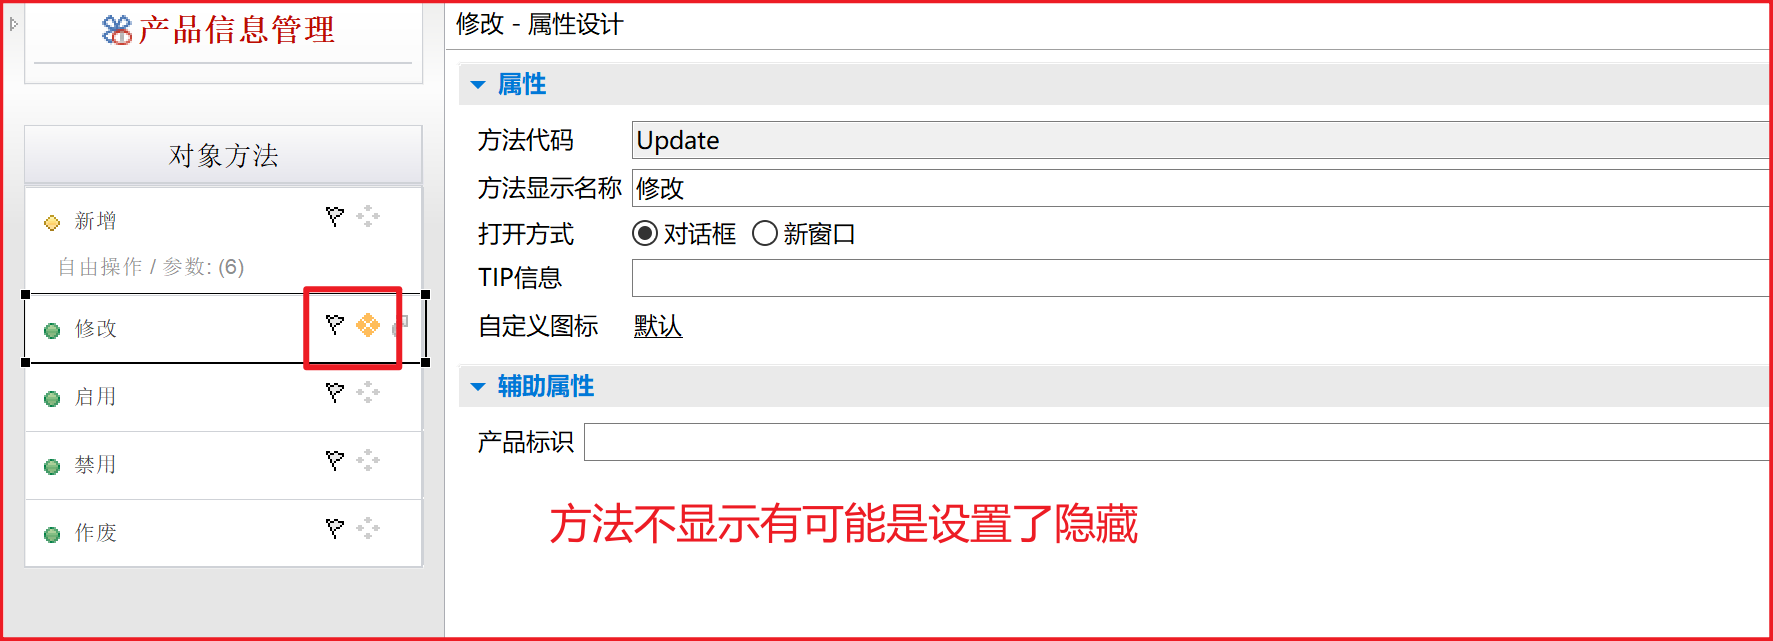 产品信息管理
对象方法
新增
自由操作 / 参数: (6)
修改
启用
禁用
作废
修改 - 属性设计
属性
方法代码 Update
方法显示名称 修改
打开方式 对话框 新窗口
TIP信息
自定义图标 默认
辅助属性
产品标识
方法不显示有可能是设置了隐藏